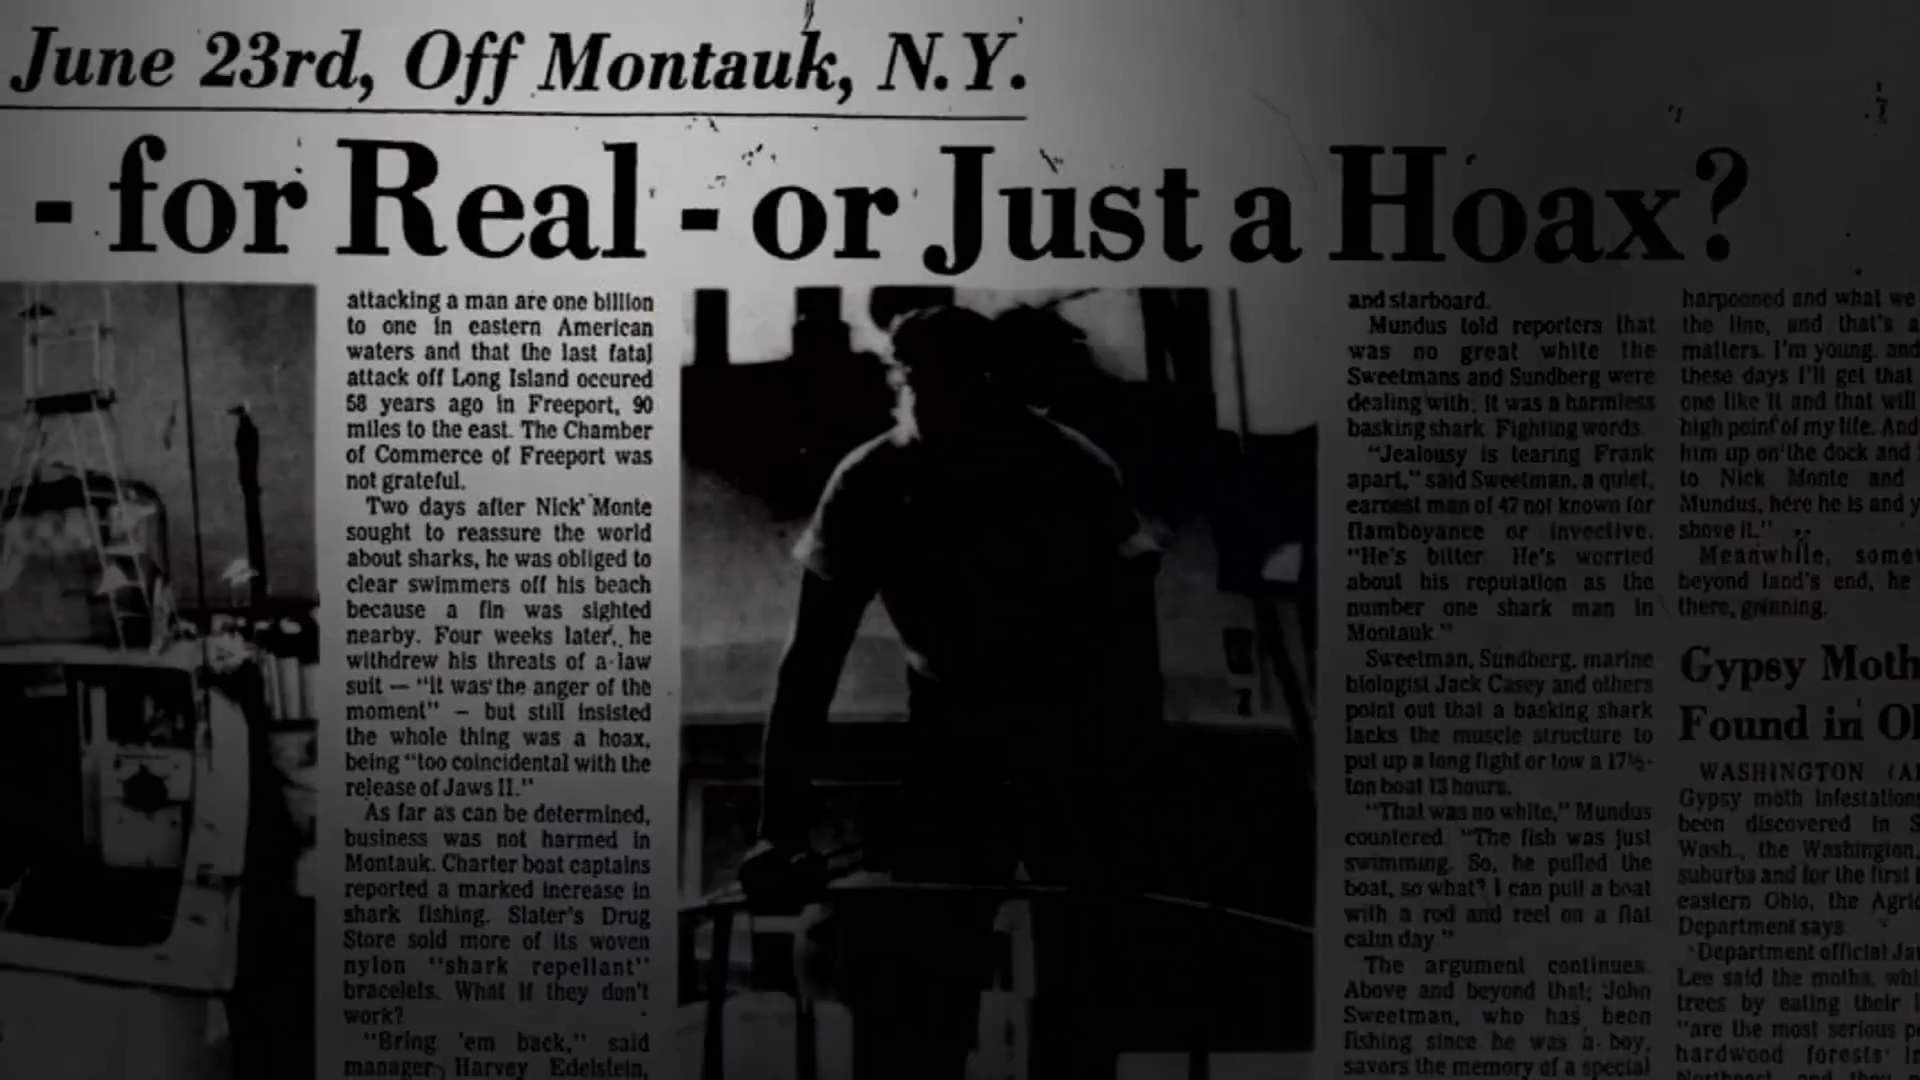 June 23rd, Off Montauk, N.Y.
- for Real - or Just a Hoax?
attacking a man are one billion
to one in eastern American
waters and that the last fatal
attack off Long Island occured
58 years ago in Freeport, 90
miles to the east. The Chamber
of Commerce of Freeport was
not grateful.
Two days after Nick Monte
sought to reassure the world
about sharks, he was obliged to
clear swimmers off his beach
because a fin was sighted
nearby. Four weeks later, he
withdrew his threats of a law
suit — "it was the anger of the
moment" — but still insisted
the whole thing was a hoax,
being "too coincidental with the
release of Jaws II."
As far as can be determined,
business was not harmed in
Montauk. Charter boat captains
reported a marked increase in
shark fishing. Slater's Drug
Store sold more of its woven
nylon "shark repellant"
bracelets. What if they don't
work?
"Bring 'em back," said
manager Harvey Edelstein,
and starboard.
Mundus told reporters that
was no great white the
Sweetmans and Sundberg were
dealing with; it was a harmless
basking shark. Fighting words.
"Jealousy is tearing Frank
apart," said Sweetman, a quiet,
earnest man of 47 not known for
flamboyance or invective.
"He's bitter. He's worried
about his reputation as the
number one shark man in
Montauk."
Sweetman, Sundberg, marine
biologist Jack Casey and others
point out that a basking shark
lacks the muscle structure to
put up a long fight or tow a 17½-
ton boat 13 hours.
"That was no white," Mundus
countered. "The fish was just
swimming. So, he pulled the
boat, so what? I can pull a boat
with a rod and reel on a flat
calm day."
The argument continues.
Above and beyond that; John
Sweetman, who has been
fishing since he was a boy,
savors the memory of a special
harpooned and what we
the line, and that's a
matters. I'm young, and
these days I'll get that
one like it and that will
high point of my life. And
him up on the dock and
to Nick Monte and
Mundus, here he is and y
shove it."
Meanwhile, somew
beyond land's end, he
there, grinning.
Gypsy Moth
Found in Oh
WASHINGTON (AP
Gypsy moth infestations
been discovered in S
Wash., the Washington,
suburbs and for the first
eastern Ohio, the Agric
Department says.
Department official Ja
Lee said the moths, whi
trees by eating their
"are the most serious p
hardwood forests in